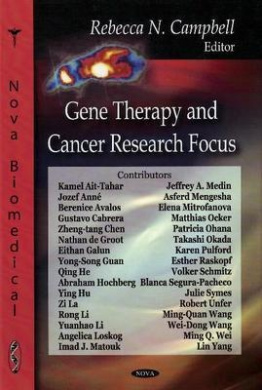 Rebecca N. Campbell
Editor
Gene Therapy and
Cancer Research Focus
Contributors
Kamel Ait-Tahar
Jozef Anné
Berenice Avalos
Gustavo Cabrera
Zheng-tang Chen
Nathan de Groot
Eithan Galun
Yong-Song Guan
Qing He
Abraham Hochberg
Ying Hu
Zi La
Rong Li
Yuanhao Li
Angelica Loskog
Imad J. Matouk
Jeffrey A. Medin
Asferd Mengesha
Elena Mitrofanova
Matthias Ocker
Patricia Ohana
Takashi Okada
Karen Pulford
Esther Raskopf
Volker Schmitz
Blanca Segura-Pacheco
Julie Symes
Robert Unfer
Ming-Quan Wang
Wei-Dong Wang
Ming Q. Wei
Lin Yang
Nova Biomedical
NOVA